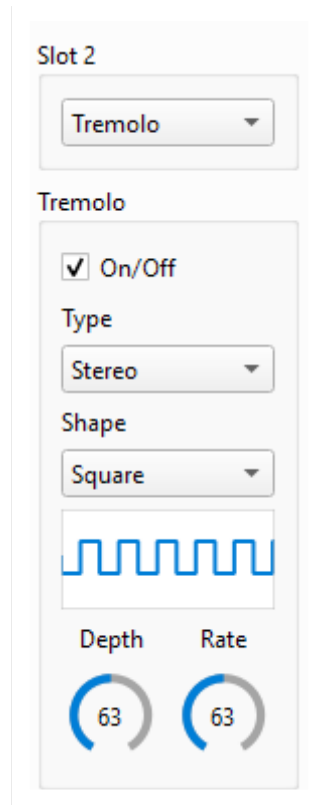 Slot 2
Tremolo
Tremolo
On/Off
Type
Stereo
Shape
Square
Depth Rate
63 63